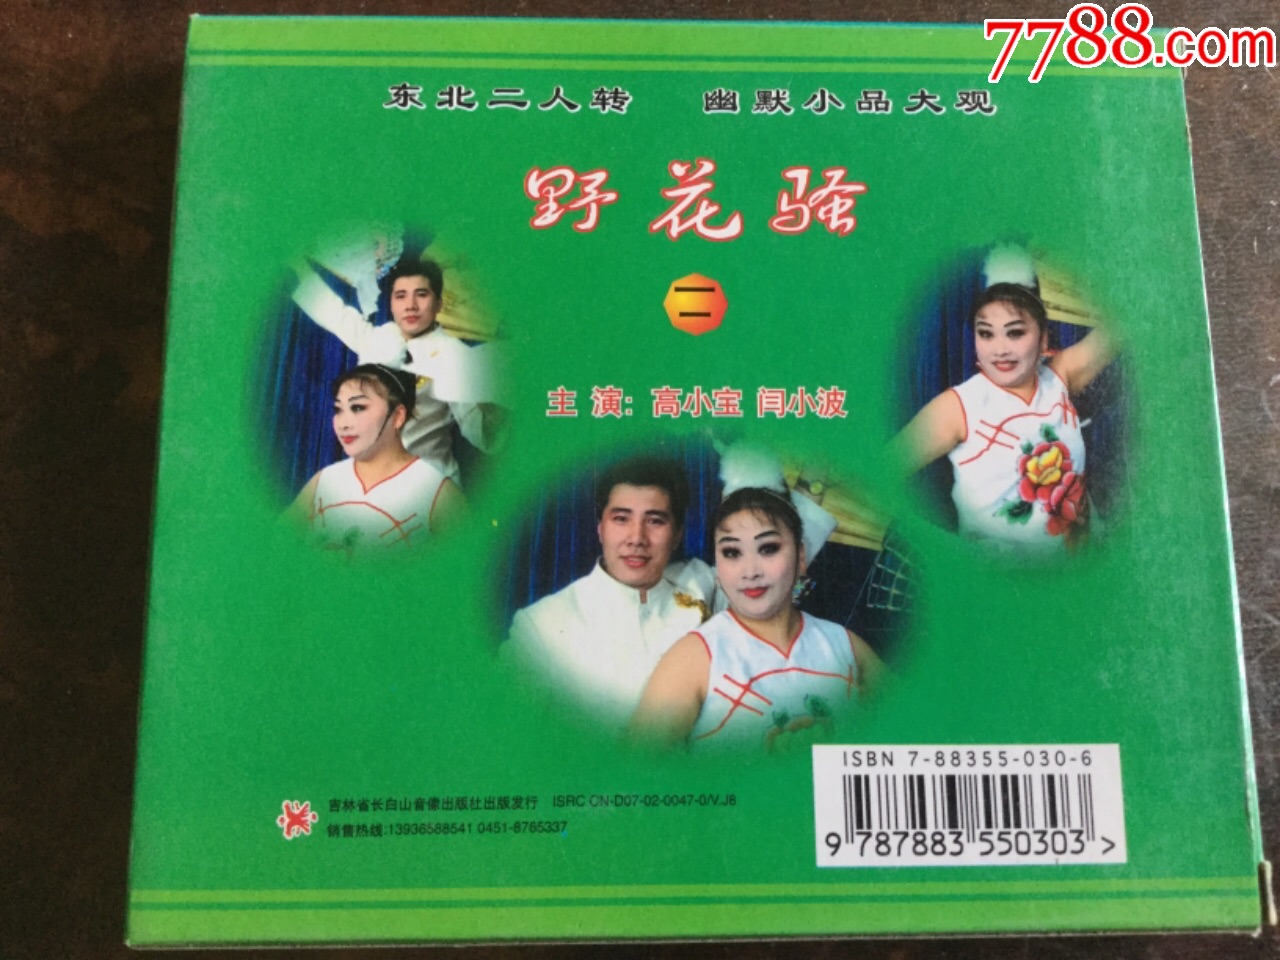 7788.com
东北二人转 幽默小品大观
野花骚
二
主演：高小宝 闫小波
ISBN 7-88355-030-6
吉林省长白山音像出版社出版发行 ISRC CN-D07-02-0047-0/V.J8
销售热线:13936588541 0451-8765337
9 787883 550303 >